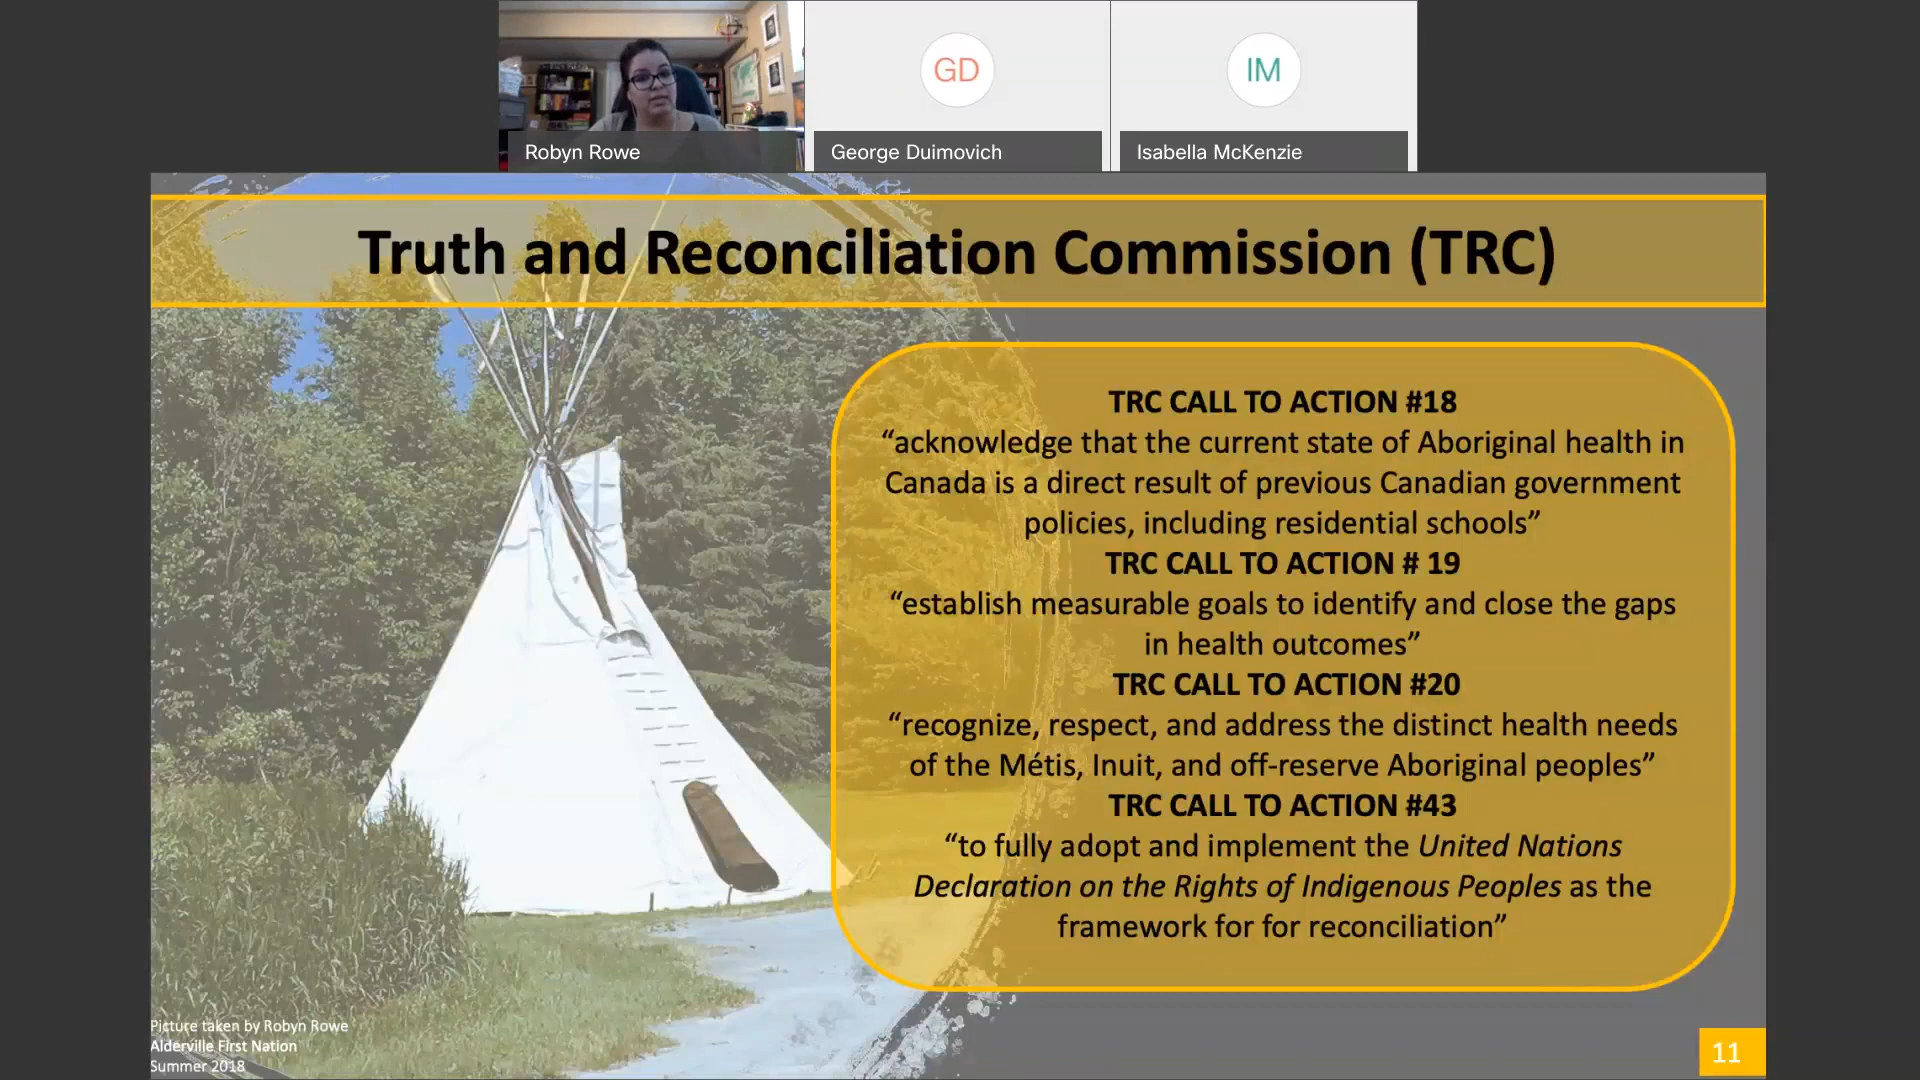 Robyn Rowe
GD
George Duimovich
IM
Isabella McKenzie
Truth and Reconciliation Commission (TRC)
TRC CALL TO ACTION #18
“acknowledge that the current state of Aboriginal health in
Canada is a direct result of previous Canadian government
policies, including residential schools”
TRC CALL TO ACTION # 19
“establish measurable goals to identify and close the gaps
in health outcomes”
TRC CALL TO ACTION #20
“recognize, respect, and address the distinct health needs
of the Métis, Inuit, and off-reserve Aboriginal peoples”
TRC CALL TO ACTION #43
“to fully adopt and implement the United Nations
Declaration on the Rights of Indigenous Peoples as the
framework for for reconciliation”
Picture taken by Robyn Rowe
Alderville First Nation
Summer 2018
11